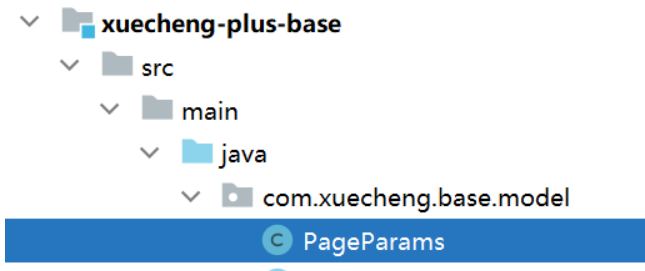 xuecheng-plus-base
src
main
java
com.xuecheng.base.model
C PageParams